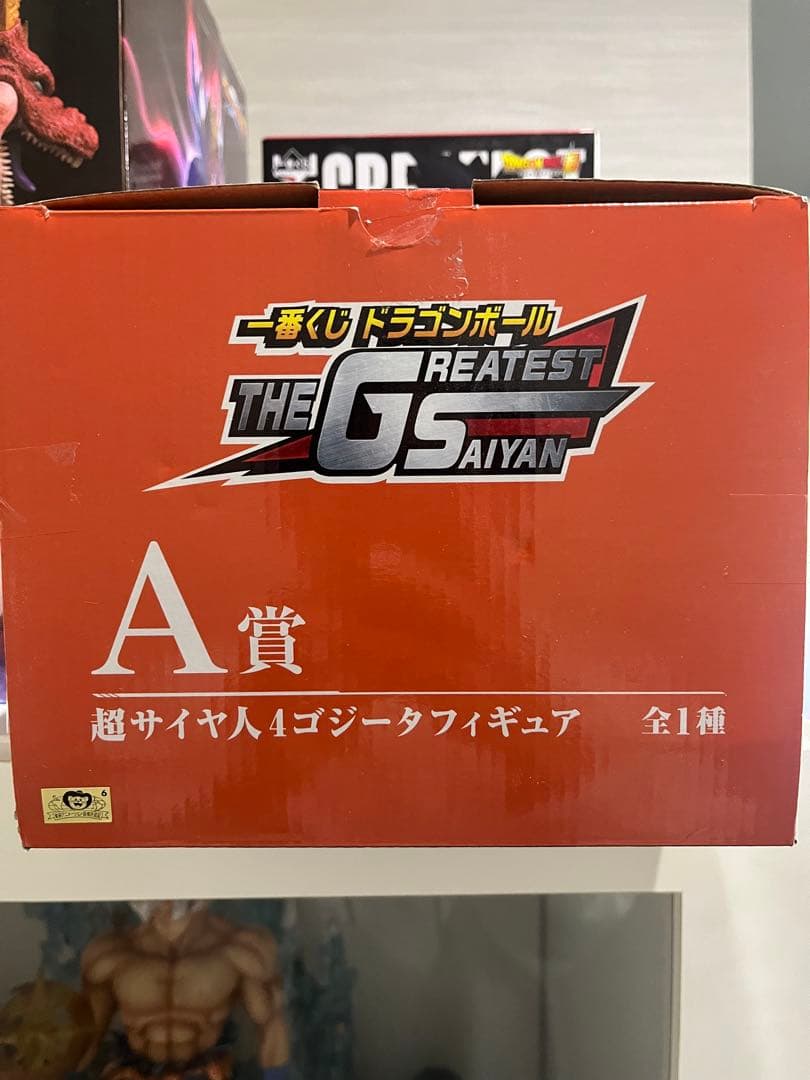 一番くじ ドラゴンボール
THE GREATEST
SAIYAN
A賞
超サイヤ人4ゴジータフィギュア 全1種
6